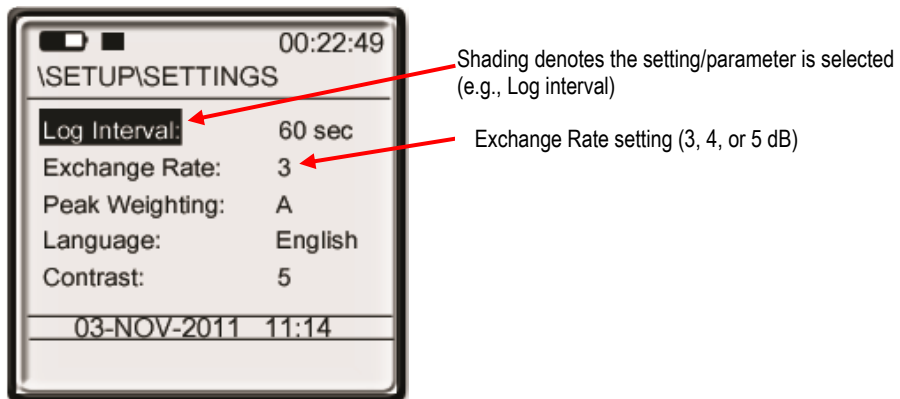 00:22:49
\SETUP\SETTINGS
Log Interval: 60 sec
Exchange Rate: 3
Peak Weighting: A
Language: English
Contrast: 5
03-NOV-2011 11:14
Shading denotes the setting/parameter is selected
(e.g., Log interval)
Exchange Rate setting (3, 4, or 5 dB)